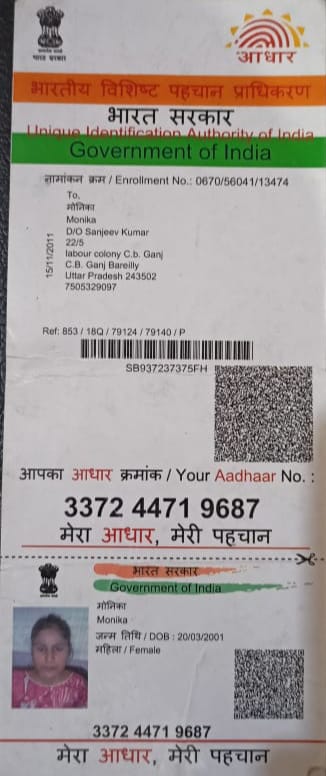 भारत सरकार
आधार
भारतीय विशिष्ट पहचान प्राधिकरण
भारत सरकार
Unique Identification Authority of India
Government of India
नामांकन क्रम / Enrollment No.: 0670/56041/13474
To,
मोनिका
Monika
D/O Sanjeev Kumar
22/5
labour colony C.b. Ganj
C.B. Ganj Bareilly
Uttar Pradesh 243502
7505329097
15/11/2011
Ref: 853 / 18Q / 79124 / 79140 / P
SB937237375FH
आपका आधार क्रमांक / Your Aadhaar No. :
3372 4471 9687
मेरा आधार, मेरी पहचान
भारत सरकार
Government of India
मोनिका
Monika
जन्म तिथि / DOB : 20/03/2001
महिला / Female
3372 4471 9687
मेरा आधार, मेरी पहचान